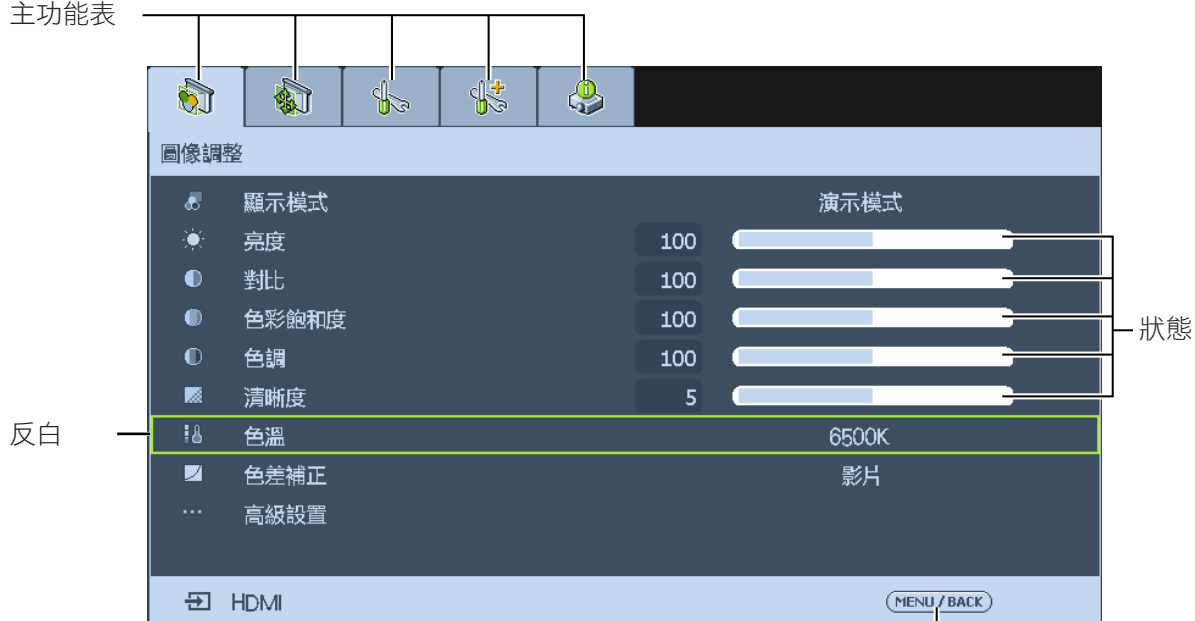 主功能表
圖像調整
顯示模式 演示模式
亮度 100
對比 100
色彩飽和度 100
色調 100
清晰度 5
狀態
反白
色溫 6500K
色差補正 影片
高級設置
HDMI MENU/BACK